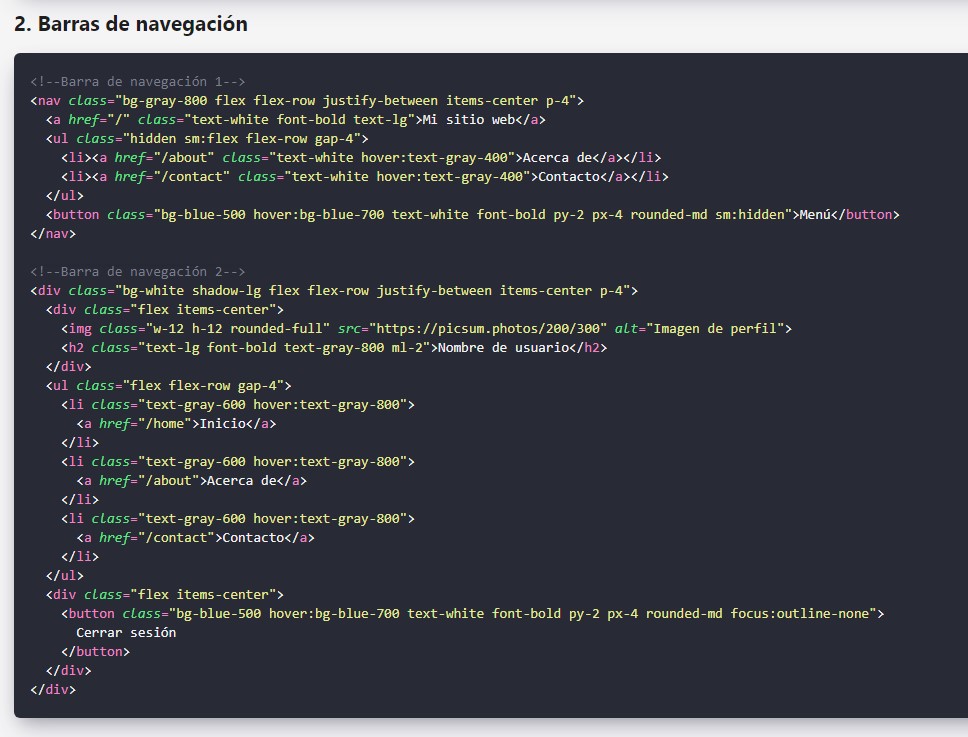 2. Barras de navegación
<!--Barra de navegación 1-->
<nav class="bg-gray-800 flex flex-row justify-between items-center p-4">
  <a href="/" class="text-white font-bold text-lg">Mi sitio web</a>
  <ul class="hidden sm:flex flex-row gap-4">
    <li><a href="/about" class="text-white hover:text-gray-400">Acerca de</a></li>
    <li><a href="/contact" class="text-white hover:text-gray-400">Contacto</a></li>
  </ul>
  <button class="bg-blue-500 hover:bg-blue-700 text-white font-bold py-2 px-4 rounded-md sm:hidden">Menú</button>
</nav>

<!--Barra de navegación 2-->
<div class="bg-white shadow-lg flex flex-row justify-between items-center p-4">
  <div class="flex items-center">
    <img class="w-12 h-12 rounded-full" src="https://picsum.photos/200/300" alt="Imagen de perfil">
    <h2 class="text-lg font-bold text-gray-800 ml-2">Nombre de usuario</h2>
  </div>
  <ul class="flex flex-row gap-4">
    <li class="text-gray-600 hover:text-gray-800">
      <a href="/home">Inicio</a>
    </li>
    <li class="text-gray-600 hover:text-gray-800">
      <a href="/about">Acerca de</a>
    </li>
    <li class="text-gray-600 hover:text-gray-800">
      <a href="/contact">Contacto</a>
    </li>
  </ul>
  <div class="flex items-center">
    <button class="bg-blue-500 hover:bg-blue-700 text-white font-bold py-2 px-4 rounded-md focus:outline-none">
      Cerrar sesión
    </button>
  </div>
</div>